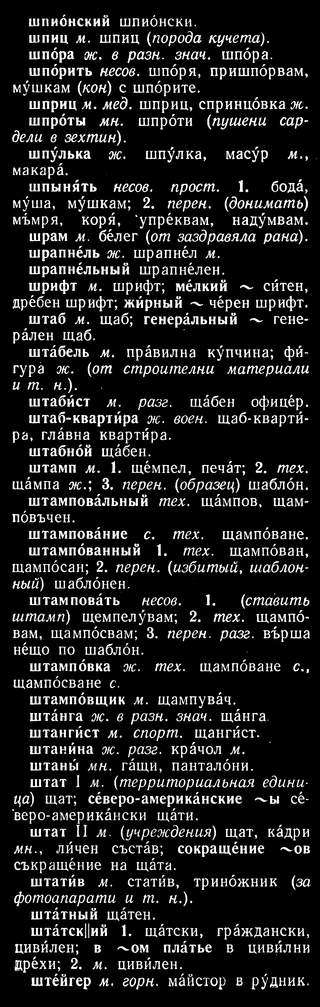 шпио́нский шпио́нски.
шпиц м. шпиц (порода кучета).
шпо́ра ж. в разн. знач. шпо́ра.
шпо́рить несов. шпо́ря, пришпо́рвам,
му́шкам (кон) с шпо́рите.
шприц м. мед. шприц, спринцо́вка ж.
шпро́ты мн. шпро́ти (пушени сар-
дели в зехтин).
шпу́лька ж. шпу́лка, масу́р м.,
макара́.
шпыня́ть несов. прост. 1. бода́,
му́ша, му́шкам; 2. перен. (донимать)
мъ́мря, коря́, упре́квам, наду́мвам.
шрам м. бе́лег (от заздравяла рана).
шрапне́ль ж. шрапне́л м.
шрапне́льный шрапне́лен.
шрифт м. шрифт; ме́лкий ~ си́тен,
дре́бен шрифт; жи́рный ~ че́рен шрифт.
штаб м. щаб; генера́льный ~ гене-
ра́лен щаб.
шта́бель м. пра́вилна ку́пчина; фи-
гу́ра ж. (от строителни материали
и т. н.).
штаби́ст м. разг. ща́бен офице́р.
штаб-кварти́ра ж. воен. щаб-кварти́-
ра, гла́вна кварти́ра.
штабно́й ща́бен.
штамп м. 1. ще́мпел, печа́т; 2. тех.
ща́мпа ж.; 3. перен. (образец) шабло́н.
штампова́льный тех. ща́мпов, щам-
по́въчен.
штампова́ние с. тех. щампо́ване.
штампо́ванный 1. тех. щампо́ван,
щампо́сан; 2. перен. (избитый, шаблон-
ный) шабло́нен.
штампова́ть несов. 1. (ставить
штамп) щемпелу́вам; 2. тех. щампо́-
вам, щампо́свам; 3. перен. разг. въ́рша
не́що по шабло́н.
штампо́вка ж. тех. щампо́ване с.,
щампо́сване с.
штампо́вщик м. щампува́ч.
шта́нга ж. в разн. знач. ща́нга.
штанги́ст м. спорт. щанги́ст.
штани́на ж. разг. крачо́л м.
штаны́ мн. га́щи, пантало́ни.
штат I м. (территориальная едини-
ца) щат; се́веро-америка́нские ~ы се́-
веро-америка́нски ща́ти.
штат II м. (учреждения) щат, ка́дри
мн., ли́чен съста́в; сокраще́ние ~ов
съкраще́ние на ща́та.
штати́в м. стати́в, трино́жник (за
фотоапарати и т. н.).
шта́тный ща́тен.
шта́тск||ий 1. ща́тски, гра́ждански,
циви́лен; в ~ом пла́тье в циви́лни
дре́хи; 2. м. циви́лен.
ште́йгер м. горн. ма́йстор в ру́дник.